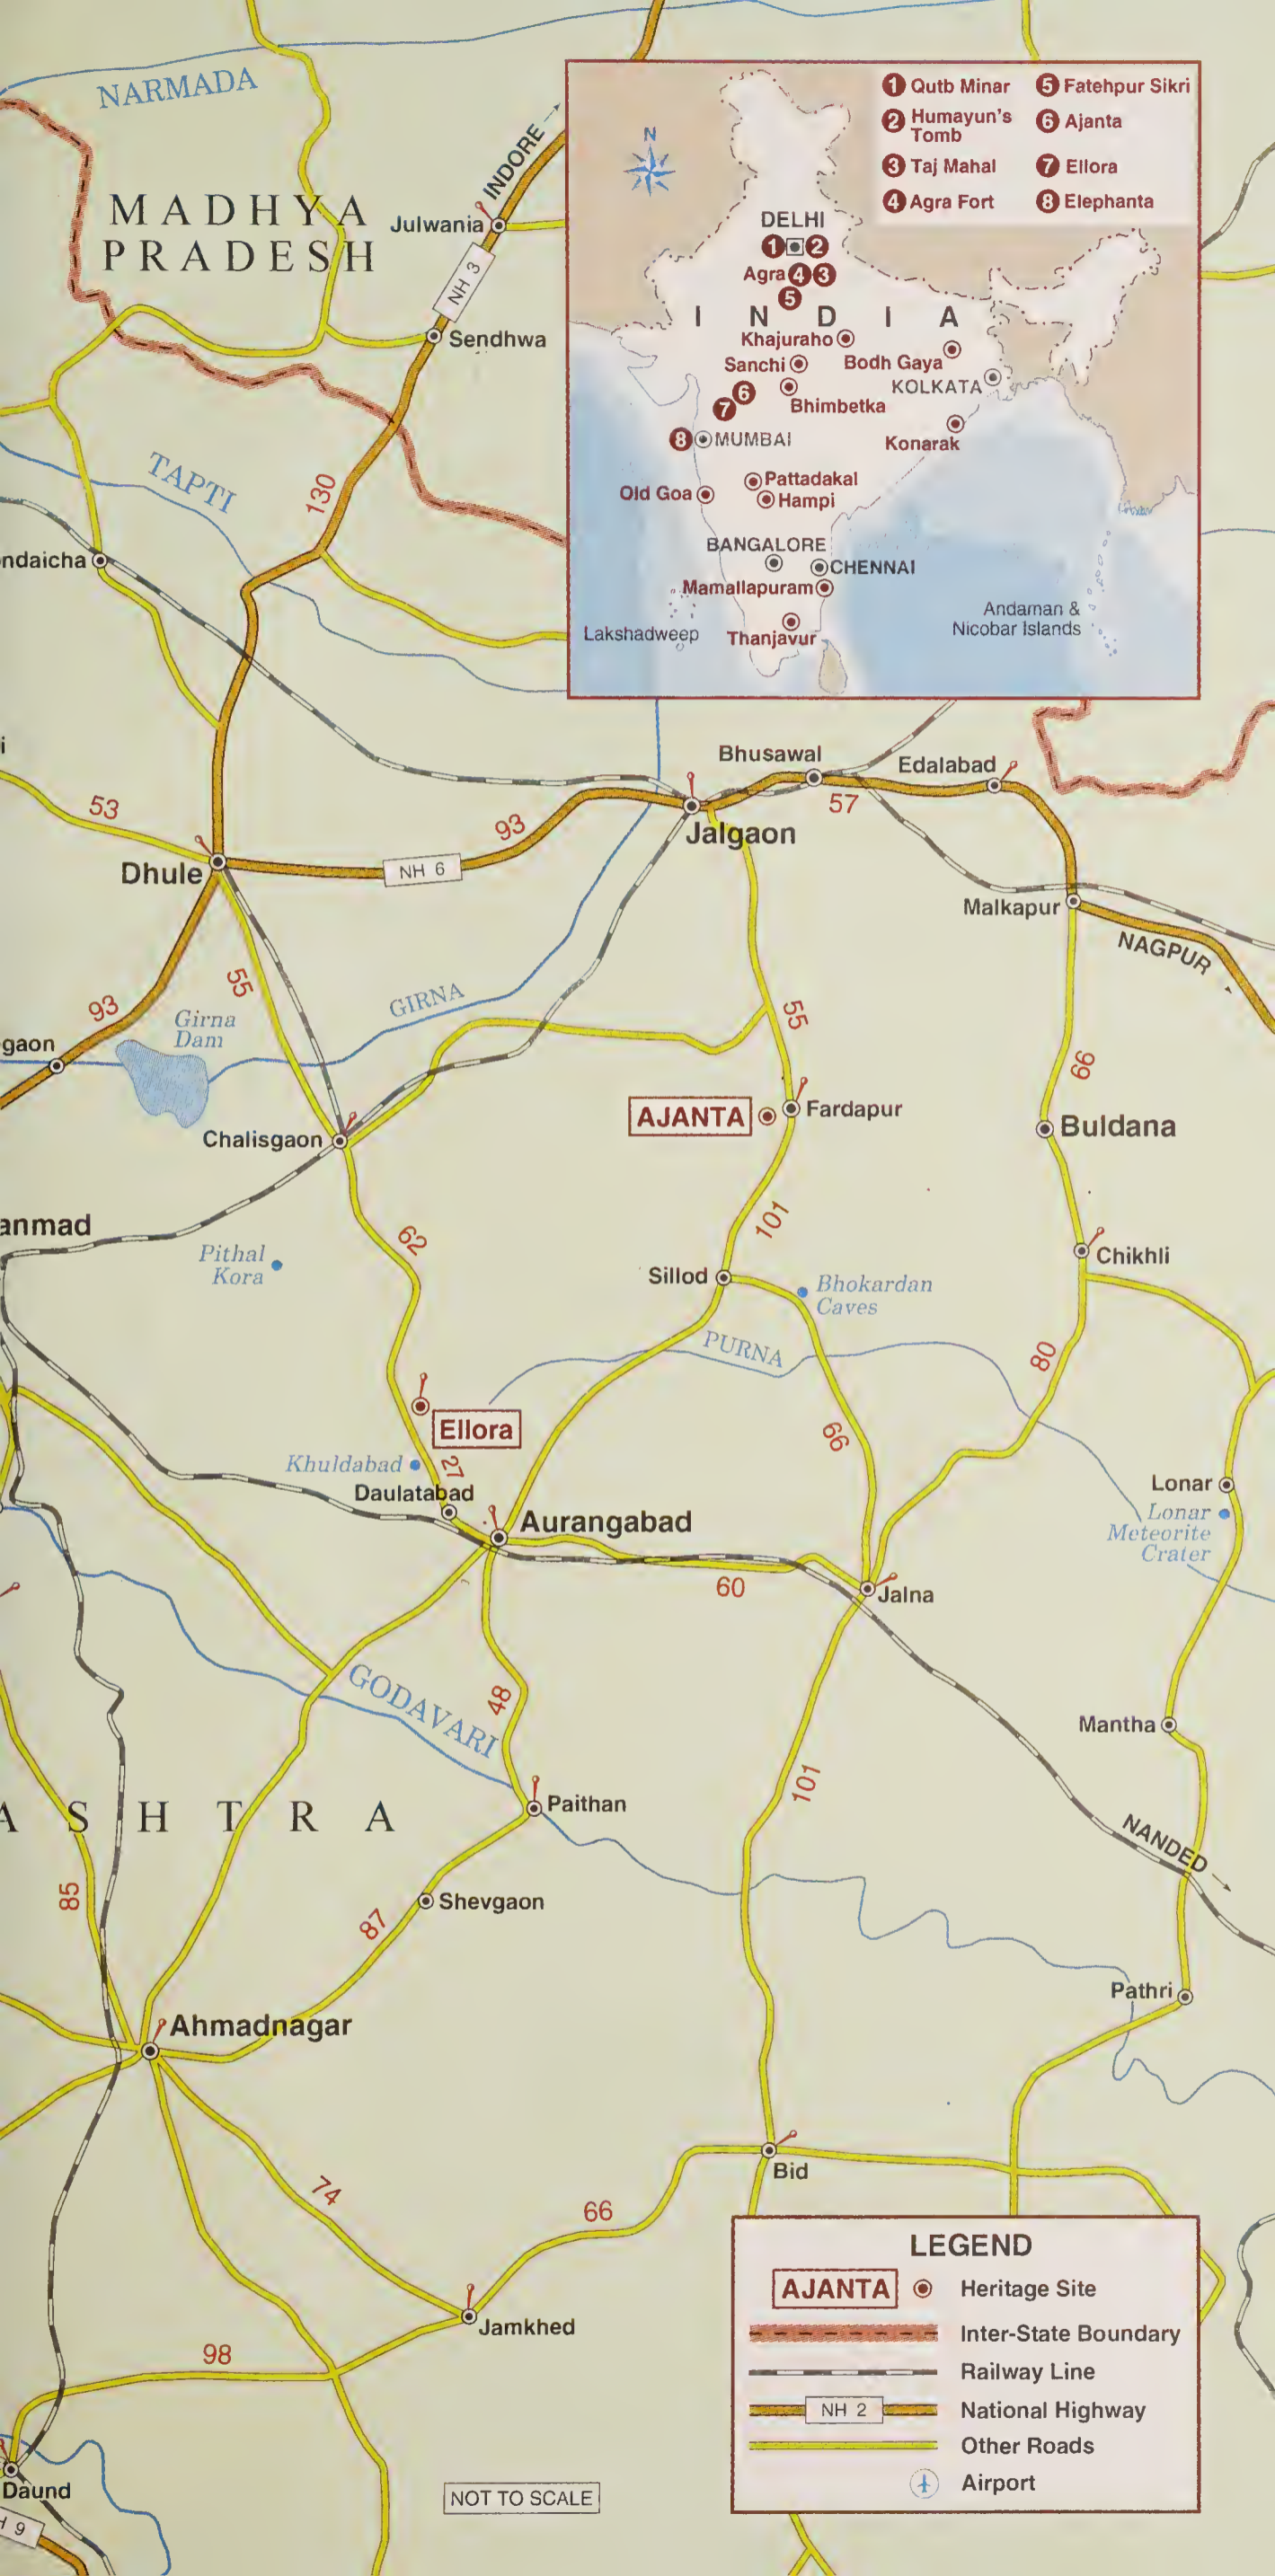 NARMADA
MADHYA
PRADESH
INDORE
Julwania
NH 3
Sendhwa
1 Qutb Minar
2 Humayun's
Tomb
3 Taj Mahal
4 Agra Fort
5 Fatehpur Sikri
6 Ajanta
7 Ellora
8 Elephanta
N
DELHI
1 2
Agra 4 3
5
INDIA
Khajuraho
Sanchi
Bodh Gaya
KOLKATA
6
7
Bhimbetka
8 MUMBAI
Konarak
Pattadakal
Old Goa
Hampi
BANGALORE
CHENNAI
Mamallapuram
Andaman &
Nicobar Islands
Lakshadweep
Thanjavur
TAPTI
130
ndaicha
i
Bhusawal
Edalabad
53
57
93
Jalgaon
Dhule
NH 6
Malkapur
NAGPUR
55
93
GIRNA
Girna
Dam
55
gaon
66
AJANTA
Fardapur
Buldana
Chalisgaon
anmad
62
101
Pithal
Kora
Sillod
Bhokardan
Caves
Chikhli
PURNA
80
Ellora
66
Khuldabad
27
Daulatabad
Lonar
Aurangabad
Lonar
Meteorite
Crater
60
Jalna
GODAVARI
48
Mantha
101
Paithan
ASHTRA
NANDED
85
87
Shevgaon
Pathri
Ahmadnagar
Bid
74
66
Jamkhed
98
LEGEND
AJANTA Heritage Site
Inter-State Boundary
Railway Line
NH 2 National Highway
Other Roads
Airport
Daund
H 9
NOT TO SCALE